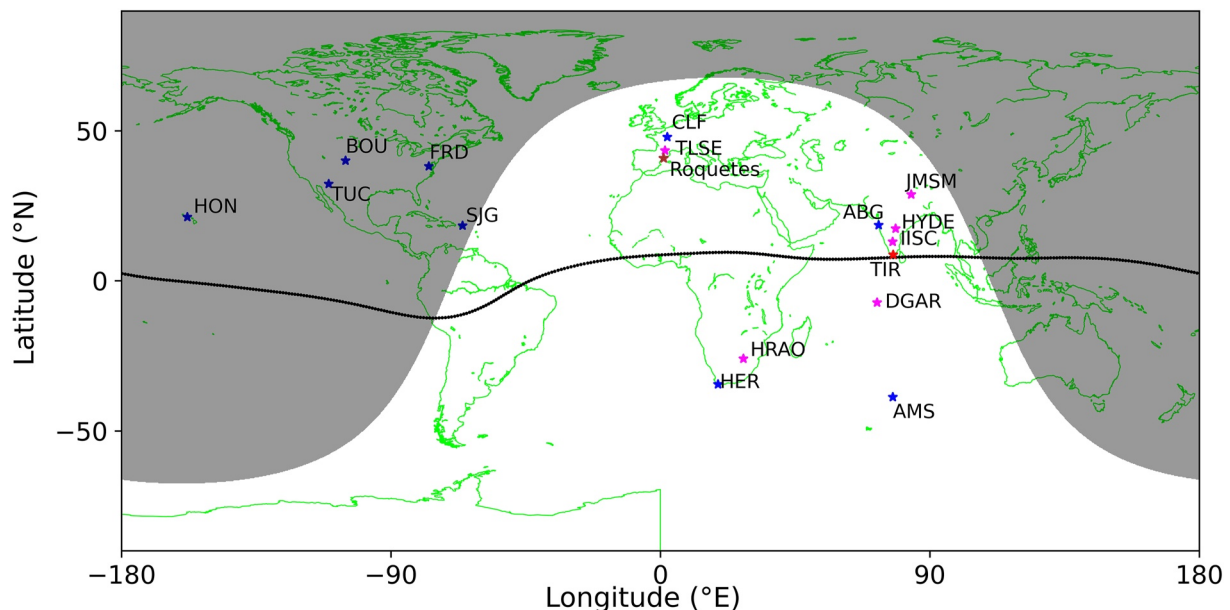 50
0
−50
−180
−90
0
90
180
Latitude (°N)
Longitude (°E)
CLF
BOU
FRD
TLSE
Roquetes
JMSM
TUC
HON
SJG
ABG
HYDE
IISC
TIR
DGAR
HRAO
HER
AMS